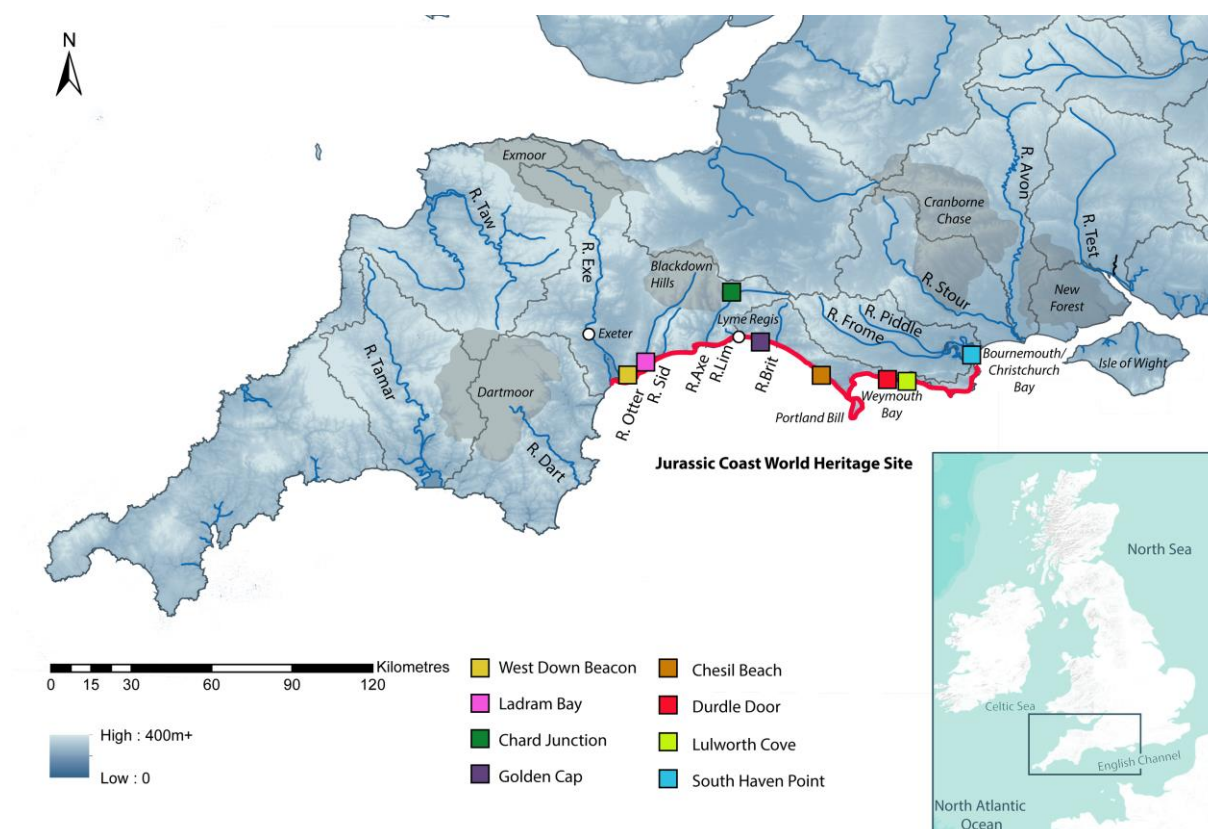 N
Exmoor
R. Taw
R. Exe
Blackdown
Hills
Cranborne
Chase
R. Avon
R. Test
New
Forest
R. Stour
R. Piddle
R. Frome
Lyme Regis
Exeter
R. Tamar
Dartmoor
R. Dart
R. Otter
R. Sid
R.Axe
R.Lim
R.Brit
Portland Bill
Weymouth
Bay
Bournemouth/
Christchurch
Bay
Isle of Wight
Jurassic Coast World Heritage Site
Kilometres
0 15 30 60 90 120
High : 400m+
Low : 0
West Down Beacon
Ladram Bay
Chard Junction
Golden Cap
Chesil Beach
Durdle Door
Lulworth Cove
South Haven Point
North Sea
Celtic Sea
English Channel
North Atlantic
Ocean